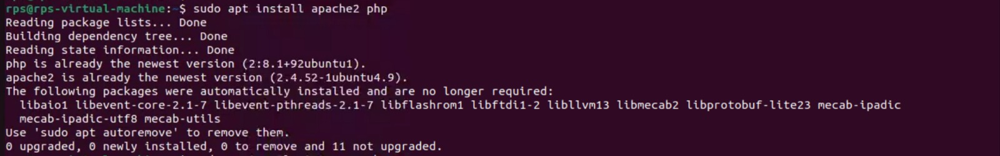 rps@rps-virtual-machine:~$ sudo apt install apache2 php
Reading package lists... Done
Building dependency tree... Done
Reading state information... Done
php is already the newest version (2:8.1+92ubuntu1).
apache2 is already the newest version (2.4.52-1ubuntu4.9).
The following packages were automatically installed and are no longer required:
  libaio1 libevent-core-2.1-7 libevent-pthreads-2.1-7 libflashrom1 libftdi1-2 libllvm13 libmecab2 libprotobuf-lite23 mecab-ipadic
  mecab-ipadic-utf8 mecab-utils
Use 'sudo apt autoremove' to remove them.
0 upgraded, 0 newly installed, 0 to remove and 11 not upgraded.